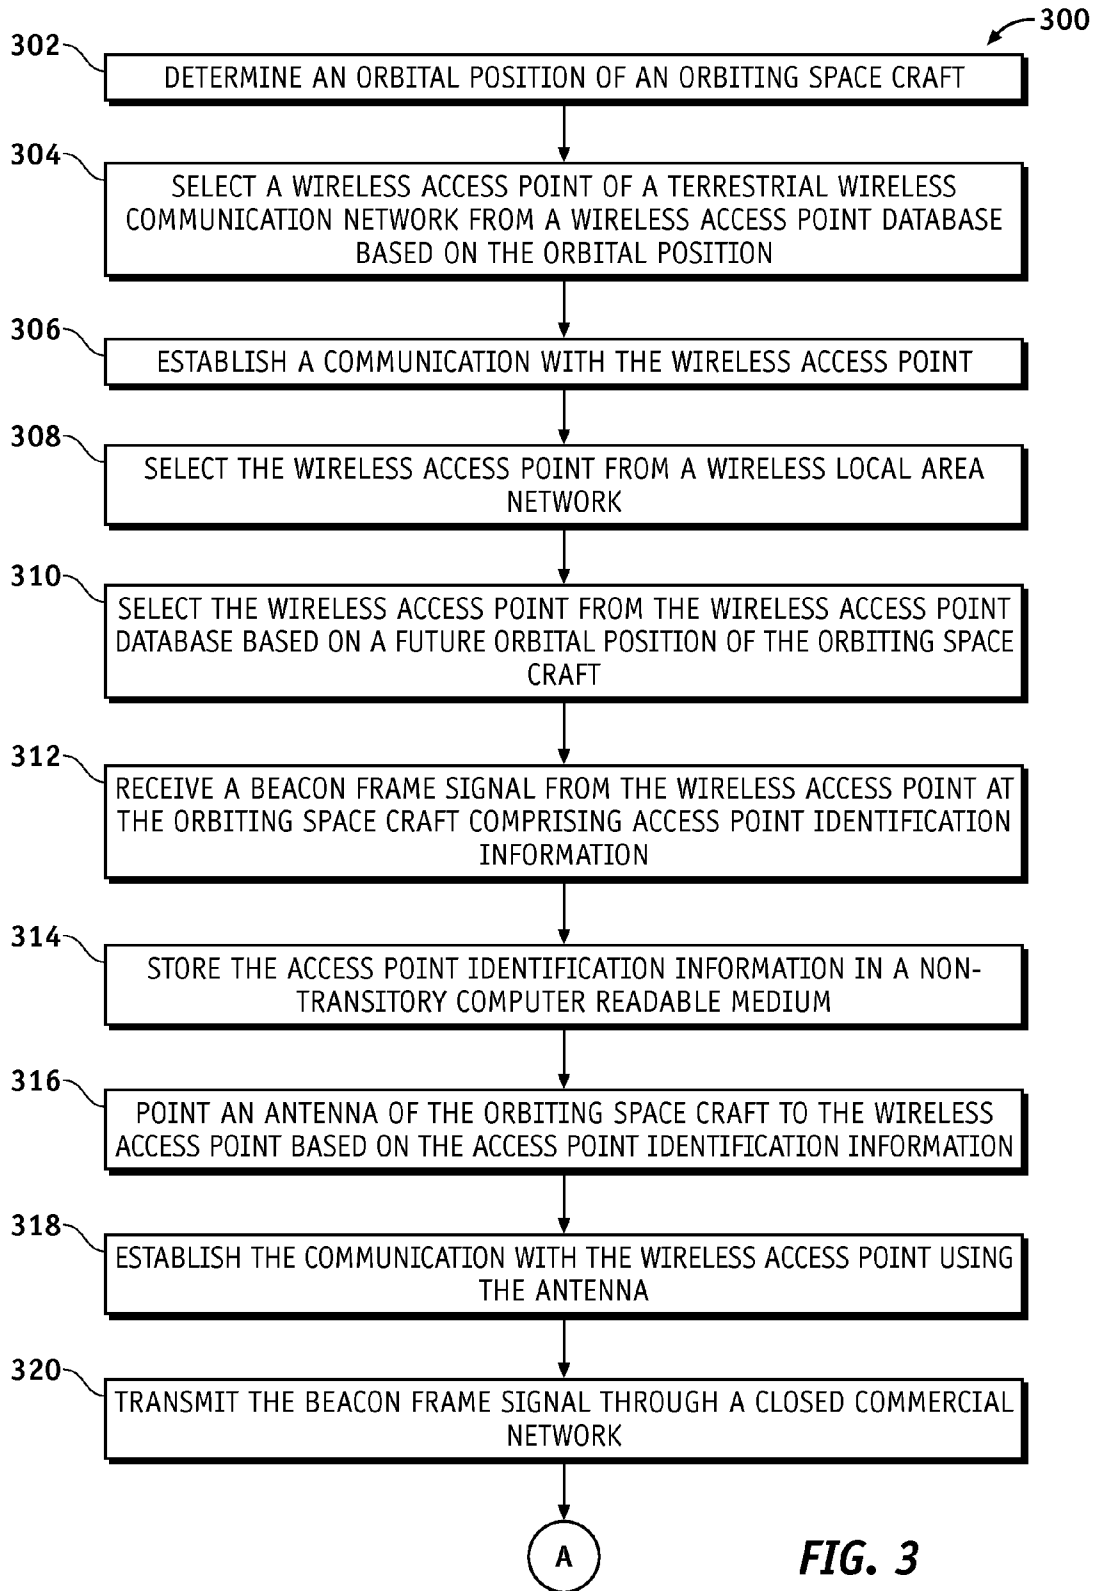 300
302
DETERMINE AN ORBITAL POSITION OF AN ORBITING SPACE CRAFT
304
SELECT A WIRELESS ACCESS POINT OF A TERRESTRIAL WIRELESS
COMMUNICATION NETWORK FROM A WIRELESS ACCESS POINT DATABASE
BASED ON THE ORBITAL POSITION
306
ESTABLISH A COMMUNICATION WITH THE WIRELESS ACCESS POINT
308
SELECT THE WIRELESS ACCESS POINT FROM A WIRELESS LOCAL AREA
NETWORK
310
SELECT THE WIRELESS ACCESS POINT FROM THE WIRELESS ACCESS POINT
DATABASE BASED ON A FUTURE ORBITAL POSITION OF THE ORBITING SPACE
CRAFT
312
RECEIVE A BEACON FRAME SIGNAL FROM THE WIRELESS ACCESS POINT AT
THE ORBITING SPACE CRAFT COMPRISING ACCESS POINT IDENTIFICATION
INFORMATION
314
STORE THE ACCESS POINT IDENTIFICATION INFORMATION IN A NON-
TRANSITORY COMPUTER READABLE MEDIUM
316
POINT AN ANTENNA OF THE ORBITING SPACE CRAFT TO THE WIRELESS
ACCESS POINT BASED ON THE ACCESS POINT IDENTIFICATION INFORMATION
318
ESTABLISH THE COMMUNICATION WITH THE WIRELESS ACCESS POINT USING
THE ANTENNA
320
TRANSMIT THE BEACON FRAME SIGNAL THROUGH A CLOSED COMMERCIAL
NETWORK
A
FIG. 3